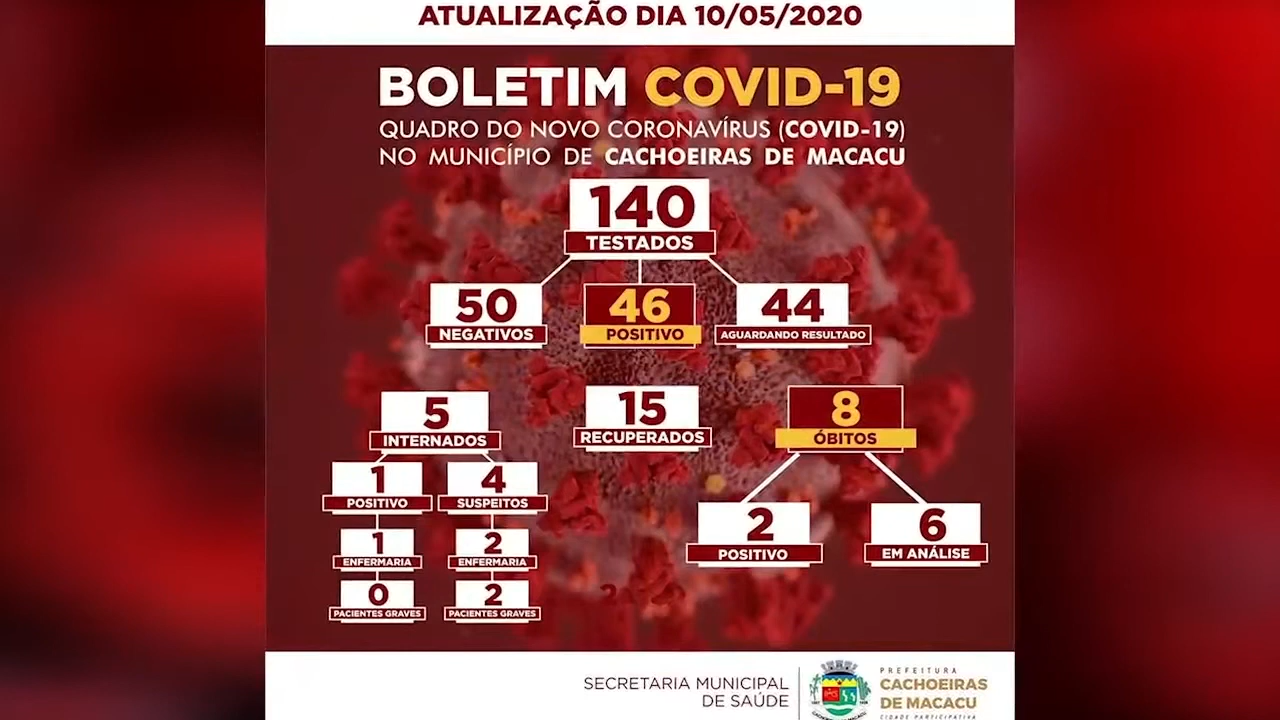 ATUALIZAÇÃO DIA 10/05/2020
BOLETIM COVID-19
QUADRO DO NOVO CORONAVÍRUS (COVID-19)
NO MUNICÍPIO DE CACHOEIRAS DE MACACU
140
TESTADOS
50
NEGATIVOS
46
POSITIVO
44
AGUARDANDO RESULTADO
5
INTERNADOS
1
POSITIVO
4
SUSPEITOS
1
ENFERMARIA
2
ENFERMARIA
0
PACIENTES GRAVES
2
PACIENTES GRAVES
15
RECUPERADOS
8
ÓBITOS
2
POSITIVO
6
EM ANÁLISE
SECRETARIA MUNICIPAL
DE SAÚDE
PREFEITURA
CACHOEIRAS
DE MACACU
CIDADE PARTICIPATIVA